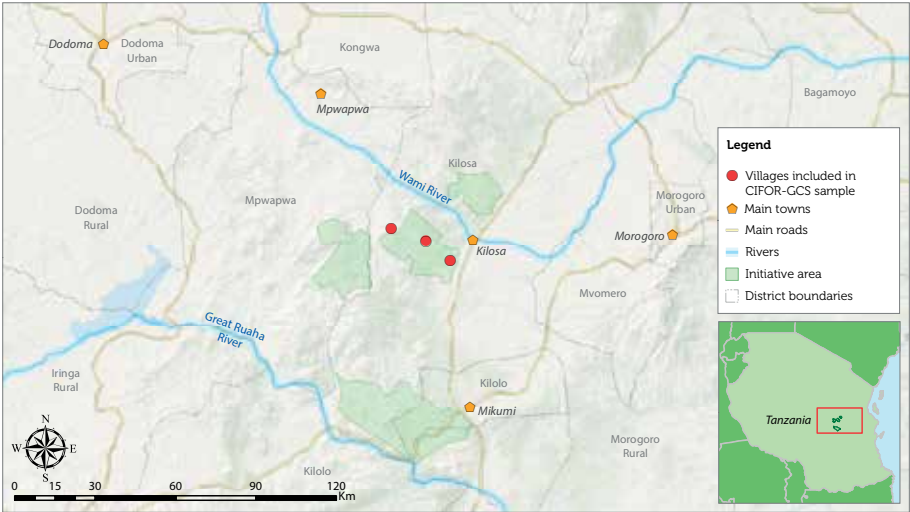 Dodoma
Dodoma
Urban
Kongwa
Mpwapwa
Bagamoyo
Kilosa
Wami River
Mpwapwa
Dodoma
Rural
Morogoro
Urban
Morogoro
Kilosa
Mvomero
Great Ruaha
River
Iringa
Rural
Kilolo
Mikumi
Morogoro
Rural
Kilolo
N
W
E
S
0 15 30 60 90 120
Km
Legend
Villages included in
CIFOR-GCS sample
Main towns
Main roads
Rivers
Initiative area
District boundaries
Tanzania